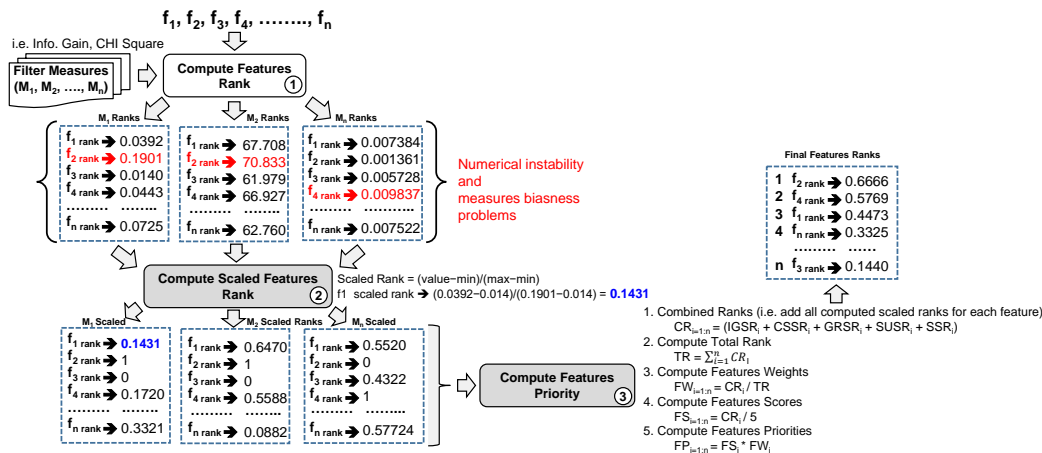 f1, f2, f3, f4, …….., fn
i.e. Info. Gain, CHI Square
Filter Measures
(M1, M2, …., Mn)
Compute Features
Rank
1
M1 Ranks
f1 rank ➔ 0.0392
f2 rank ➔ 0.1901
f3 rank ➔ 0.0140
f4 rank ➔ 0.0443
........ ........
fn rank ➔ 0.0725
M2 Ranks
f1 rank ➔ 67.708
f2 rank ➔ 70.833
f3 rank ➔ 61.979
f4 rank ➔ 66.927
........ ........
fn rank ➔ 62.760
Mn Ranks
f1 rank ➔ 0.007384
f2 rank ➔ 0.001361
f3 rank ➔ 0.005728
f4 rank ➔ 0.009837
........ ........
fn rank ➔ 0.007522
Numerical instability
and
measures biasness
problems
Compute Scaled Features
Rank
2
Scaled Rank = (value−min)/(max−min)
f1 scaled rank ➔ (0.0392−0.014)/(0.1901−0.014) = 0.1431
M1 Scaled
f1 rank ➔ 0.1431
f2 rank ➔ 1
f3 rank ➔ 0
f4 rank ➔ 0.1720
........ ........
fn rank ➔ 0.3321
M2 Scaled Ranks
f1 rank ➔ 0.6470
f2 rank ➔ 1
f3 rank ➔ 0
f4 rank ➔ 0.5588
........ ........
fn rank ➔ 0.0882
Mn Scaled
f1 rank ➔ 0.5520
f2 rank ➔ 0
f3 rank ➔ 0.4322
f4 rank ➔ 1
........ ........
fn rank ➔ 0.57724
Compute Features
Priority
3
Final Features Ranks
1 f2 rank ➔ 0.6666
2 f4 rank ➔ 0.5769
3 f1 rank ➔ 0.4473
4 fn rank ➔ 0.3325
........ ......
n f3 rank ➔ 0.1440
1. Combined Ranks (i.e. add all computed scaled ranks for each feature)
CRi=1:n = (IGSRi + CSSRi + GRSRi + SUSRi + SSRi)
2. Compute Total Rank
TR = ∑ni=1 CRi
3. Compute Features Weights
FWi=1:n = CRi / TR
4. Compute Features Scores
FSi=1:n = CRi / 5
5. Compute Features Priorities
FPi=1:n = FSi * FWi